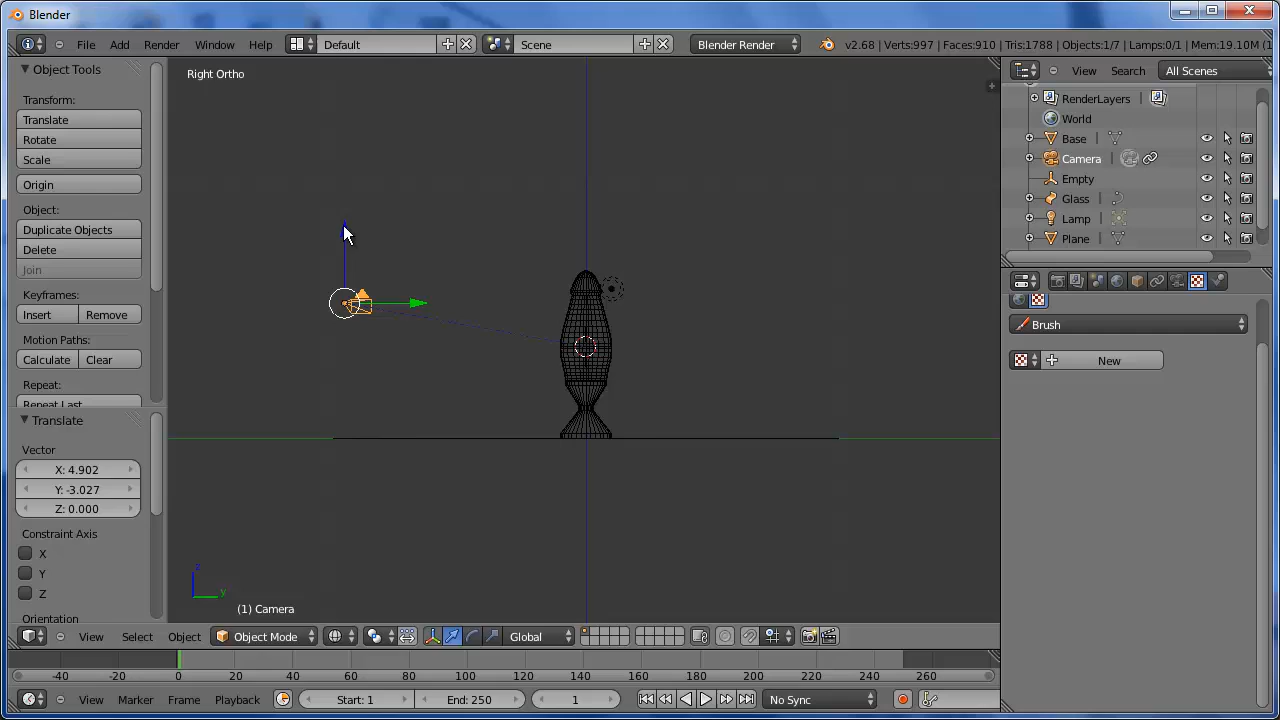 Blender
File Add Render Window Help Default Scene Blender Render v2.68 | Verts:997 | Faces:910 | Tris:1788 | Objects:1/7 | Lamps:0/1 | Mem:19.10M (1
Object Tools
Transform:
Translate
Rotate
Scale
Origin
Object:
Duplicate Objects
Delete
Join
Keyframes:
Insert Remove
Motion Paths:
Calculate Clear
Repeat:
Repeat Last
Translate
Vector
X: 4.902
Y: -3.027
Z: 0.000
Constraint Axis
X
Y
Z
Orientation
Right Ortho
z
y
(1) Camera
View Select Object Object Mode Global
-40 -20 0 20 40 60 80 100 120 140 160 180 200 220 240 260
View Marker Frame Playback Start: 1 End: 250 1 No Sync
View Search All Scenes
RenderLayers
World
Base
Camera
Empty
Glass
Lamp
Plane
Brush
New